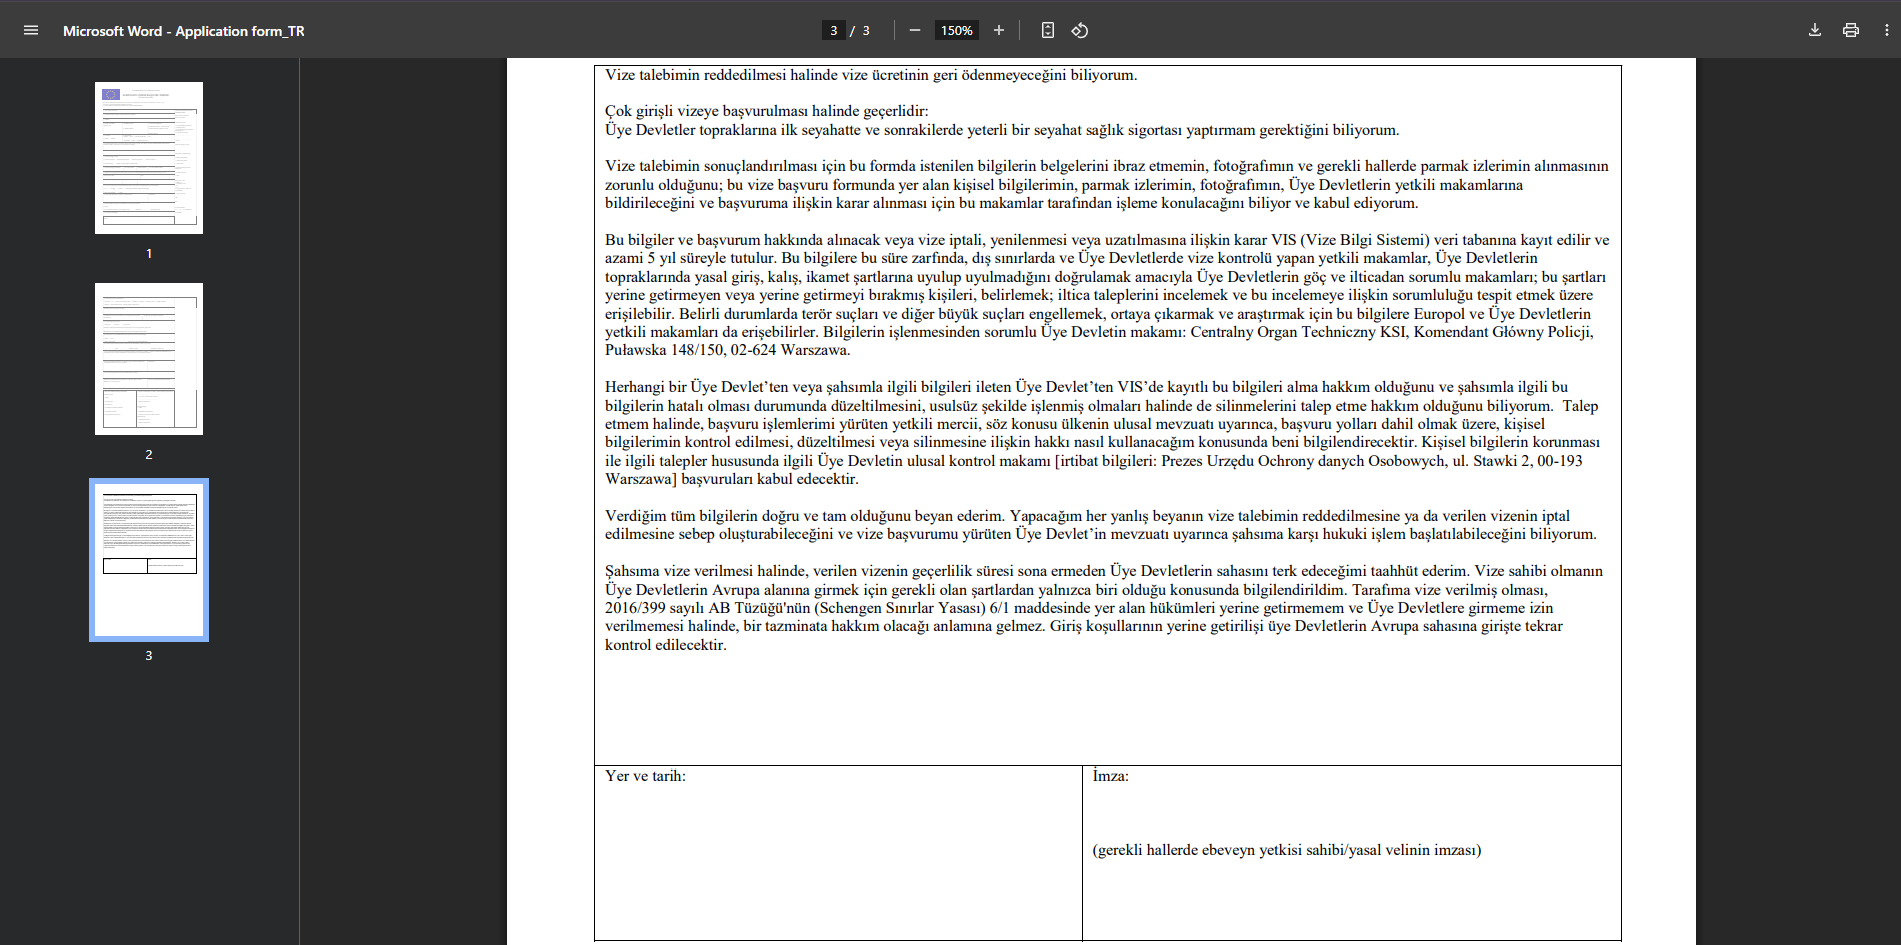 Microsoft Word - Application form_TR
3 / 3
150%
1
2
3
Vize talebimin reddedilmesi halinde vize ücretinin geri ödenmeyeceğini biliyorum.
Çok girişli vizeye başvurulması halinde geçerlidir:
Üye Devletler topraklarına ilk seyahatte ve sonrakilerde yeterli bir seyahat sağlık sigortası yaptırmam gerektiğini biliyorum.
Vize talebimin sonuçlandırılması için bu formda istenilen bilgilerin belgelerini ibraz etmemin, fotoğrafımın ve gerekli hallerde parmak izlerimin alınmasının
zorunlu olduğunu; bu vize başvuru formunda yer alan kişisel bilgilerimin, parmak izlerimin, fotoğrafımın, Üye Devletlerin yetkili makamlarına
bildirileceğini ve başvuruma ilişkin karar alınması için bu makamlar tarafından işleme konulacağını biliyor ve kabul ediyorum.
Bu bilgiler ve başvurum hakkında alınacak veya vize iptali, yenilenmesi veya uzatılmasına ilişkin karar VIS (Vize Bilgi Sistemi) veri tabanına kayıt edilir ve
azami 5 yıl süreyle tutulur. Bu bilgilere bu süre zarfında, dış sınırlarda ve Üye Devletlerde vize kontrolü yapan yetkili makamlar, Üye Devletlerin
topraklarında yasal giriş, kalış, ikamet şartlarına uyulup uyulmadığını doğrulamak amacıyla Üye Devletlerin göç ve ilticadan sorumlu makamları; bu şartları
yerine getirmeyen veya yerine getirmeyi bırakmış kişileri, belirlemek; iltica taleplerini incelemek ve bu incelemeye ilişkin sorumluluğu tespit etmek üzere
erişilebilir. Belirli durumlarda terör suçları ve diğer büyük suçları engellemek, ortaya çıkarmak ve araştırmak için bu bilgilere Europol ve Üye Devletlerin
yetkili makamları da erişebilirler. Bilgilerin işlenmesinden sorumlu Üye Devletin makamı: Centralny Organ Techniczny KSI, Komendant Główny Policji,
Puławska 148/150, 02-624 Warszawa.
Herhangi bir Üye Devlet’ten veya şahsımla ilgili bilgileri ileten Üye Devlet’ten VIS’de kayıtlı bu bilgileri alma hakkım olduğunu ve şahsımla ilgili bu
bilgilerin hatalı olması durumunda düzeltilmesini, usulsüz şekilde işlenmiş olmaları halinde de silinmelerini talep etme hakkım olduğunu biliyorum. Talep
etmem halinde, başvuru işlemlerimi yürüten yetkili mercii, söz konusu ülkenin ulusal mevzuatı uyarınca, başvuru yolları dahil olmak üzere, kişisel
bilgilerimin kontrol edilmesi, düzeltilmesi veya silinmesine ilişkin hakkı nasıl kullanacağım konusunda beni bilgilendirecektir. Kişisel bilgilerin korunması
ile ilgili talepler hususunda ilgili Üye Devletin ulusal kontrol makamı [irtibat bilgileri: Prezes Urzędu Ochrony danych Osobowych, ul. Stawki 2, 00-193
Warszawa] başvuruları kabul edecektir.
Verdiğim tüm bilgilerin doğru ve tam olduğunu beyan ederim. Yapacağım her yanlış beyanın vize talebimin reddedilmesine ya da verilen vizenin iptal
edilmesine sebep oluşturabileceğini ve vize başvurumu yürüten Üye Devlet’in mevzuatı uyarınca şahsıma karşı hukuki işlem başlatılabileceğini biliyorum.
Şahsıma vize verilmesi halinde, verilen vizenin geçerlilik süresi sona ermeden Üye Devletlerin sahasını terk edeceğimi taahhüt ederim. Vize sahibi olmanın
Üye Devletlerin Avrupa alanına girmek için gerekli olan şartlardan yalnızca biri olduğu konusunda bilgilendirildim. Tarafıma vize verilmiş olması,
2016/399 sayılı AB Tüzüğü'nün (Schengen Sınırlar Yasası) 6/1 maddesinde yer alan hükümleri yerine getirmemem ve Üye Devletlere girmeme izin
verilmemesi halinde, bir tazminata hakkım olacağı anlamına gelmez. Giriş koşullarının yerine getirilişi üye Devletlerin Avrupa sahasına girişte tekrar
kontrol edilecektir.
Yer ve tarih:
İmza:
(gerekli hallerde ebeveyn yetkisi sahibi/yasal velinin imzası)